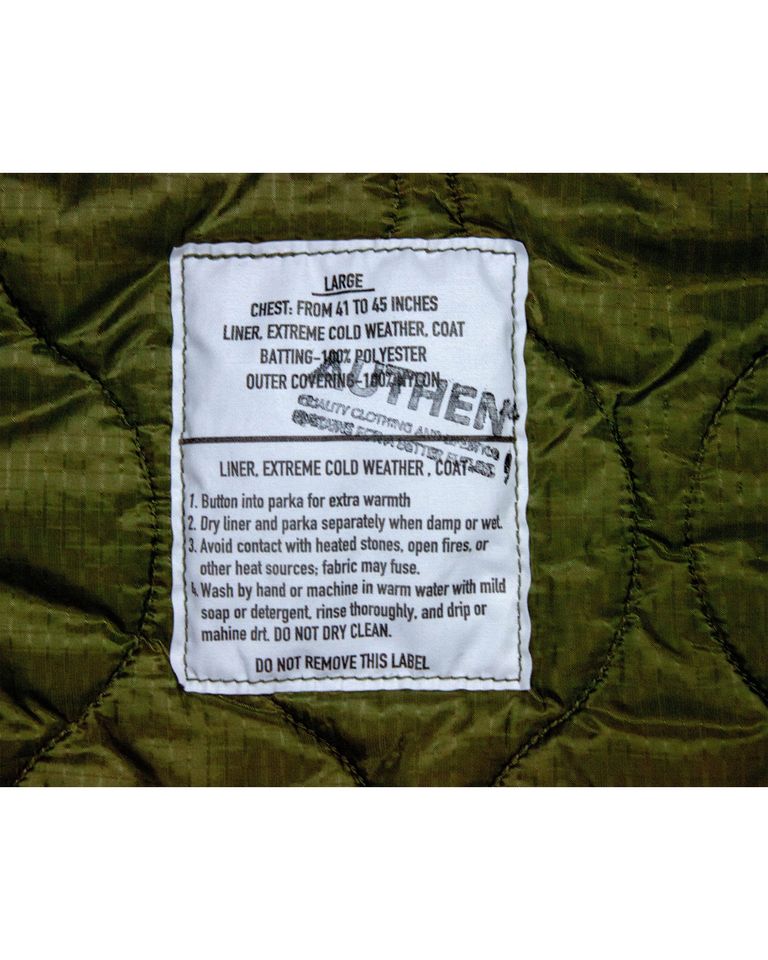 LARGE
CHEST: FROM 41 TO 45 INCHES
LINER, EXTREME COLD WEATHER, COAT
BATTING-100% POLYESTER
OUTER COVERING-100% NYLON
AUTHEN
QUALITY CLOTHING AND
LINER, EXTREME COLD WEATHER , COAT
1. Button into parka for extra warmth
2. Dry liner and parka separately when damp or wet.
3. Avoid contact with heated stones, open fires, or
other heat sources; fabric may fuse.
4. Wash by hand or machine in warm water with mild
soap or detergent, rinse thoroughly, and drip or
mahine drt. DO NOT DRY CLEAN.
DO NOT REMOVE THIS LABEL